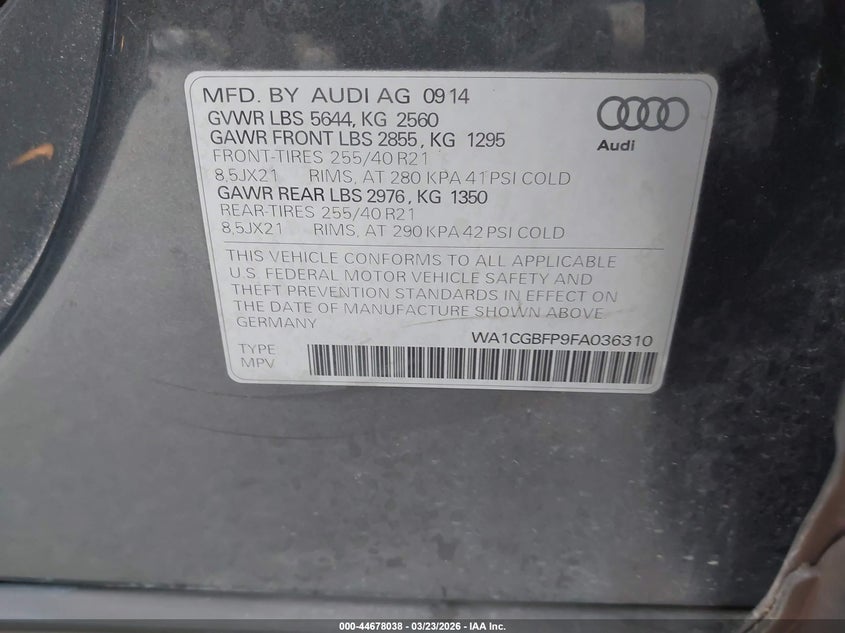 MFD. BY AUDI AG 09 14
GVWR LBS 5644, KG 2560
GAWR FRONT LBS 2855, KG 1295
FRONT-TIRES 255/40 R21
8,5JX21 RIMS, AT 280 KPA 41 PSI COLD
GAWR REAR LBS 2976, KG 1350
REAR-TIRES 255/40 R21
8,5JX21 RIMS, AT 290 KPA 42 PSI COLD
Audi
THIS VEHICLE CONFORMS TO ALL APPLICABLE
U.S. FEDERAL MOTOR VEHICLE SAFETY AND
THEFT PREVENTION STANDARDS IN EFFECT ON
THE DATE OF MANUFACTURE SHOWN ABOVE
GERMANY
WA1CGBFP9FA036310
TYPE
MPV
000-44678038 - 03/23/2026 - IAA Inc.